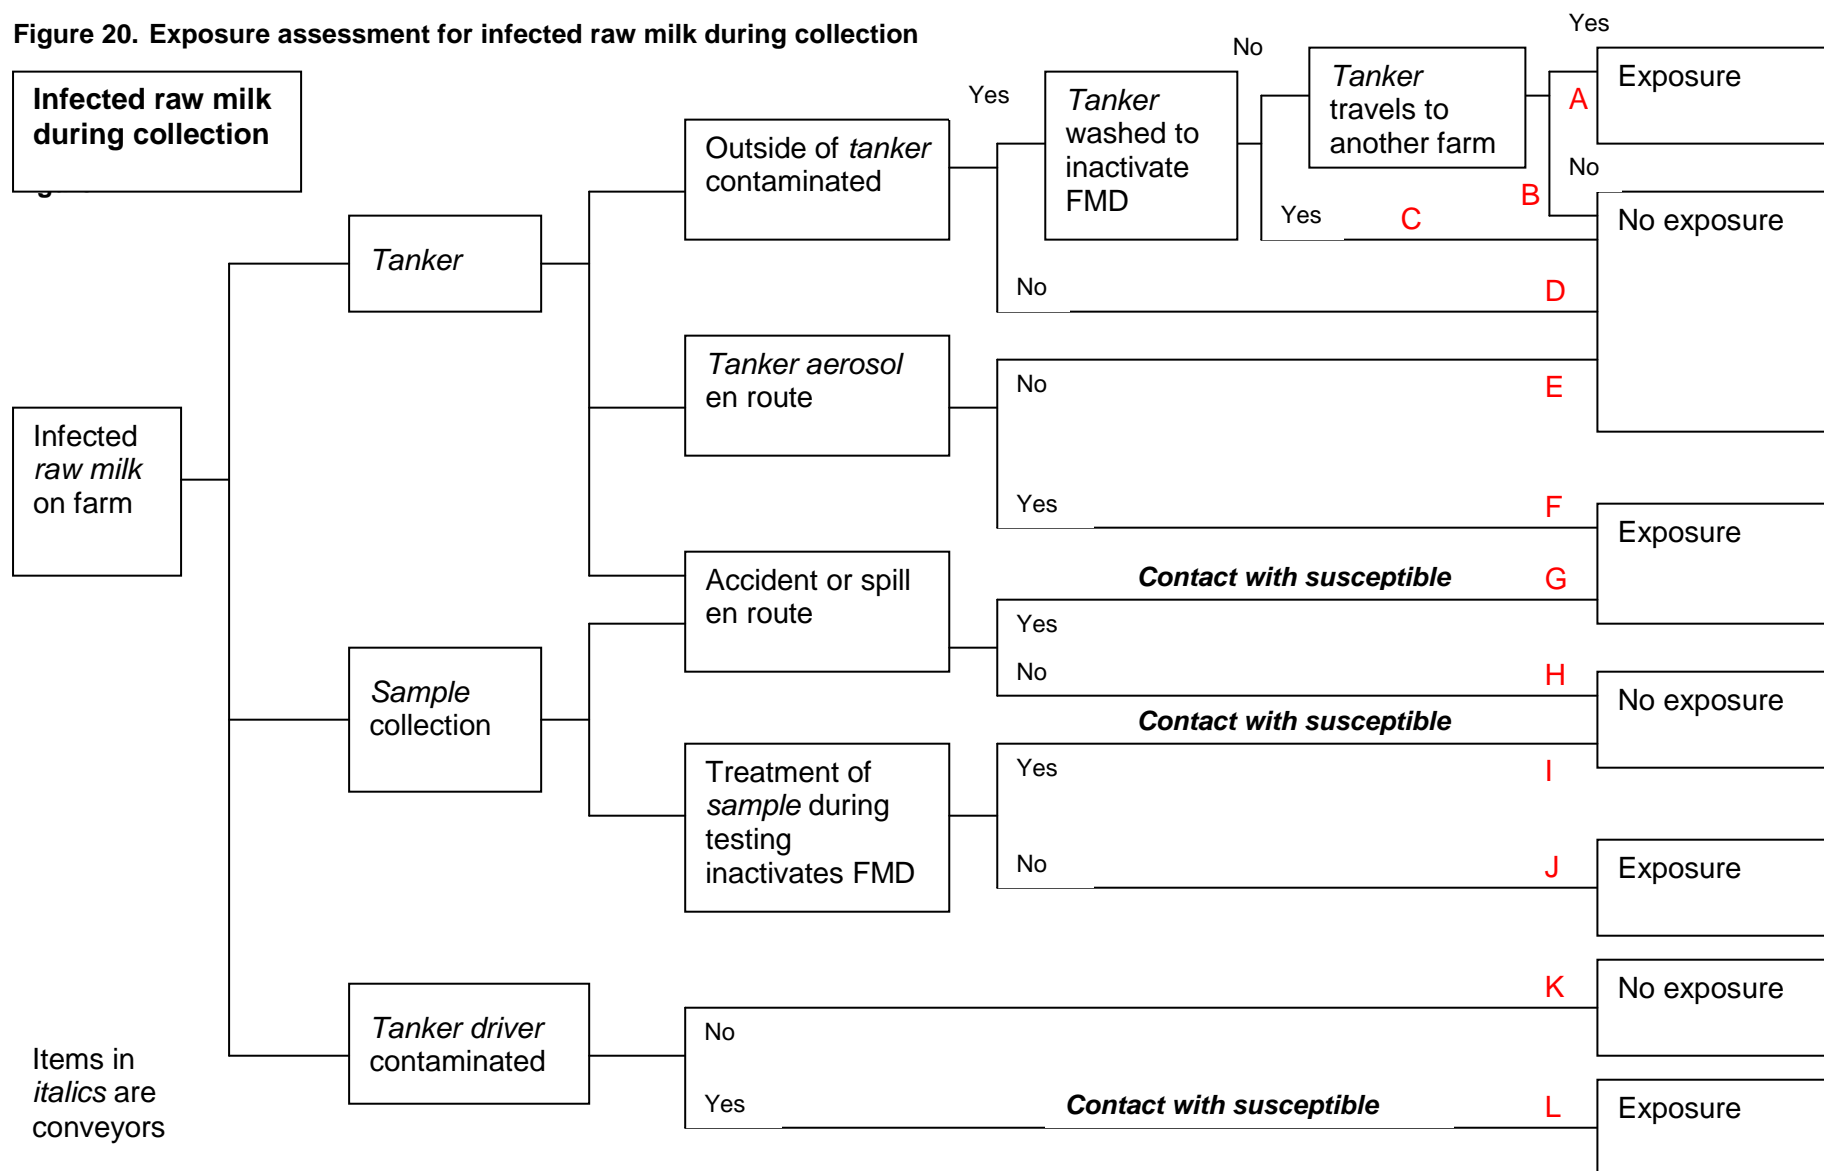 Figure 20. Exposure assessment for infected raw milk during collection
Infected raw milk
during collection
Infected
raw milk
on farm
Items in
italics are
conveyors
Tanker
Sample
collection
Tanker driver
contaminated
Outside of tanker
contaminated
Tanker aerosol
en route
Accident or spill
en route
Treatment of
sample during
testing
inactivates FMD
Yes
No
Tanker
washed to
inactivate
FMD
No
Yes
C
Tanker
travels to
another farm
Yes
A
No
B
D
No
E
Yes
F
Contact with susceptible
G
Yes
No
H
Contact with susceptible
Yes
I
No
J
No
K
Yes
Contact with susceptible
L
Exposure
No exposure
Exposure
No exposure
Exposure
No exposure
Exposure